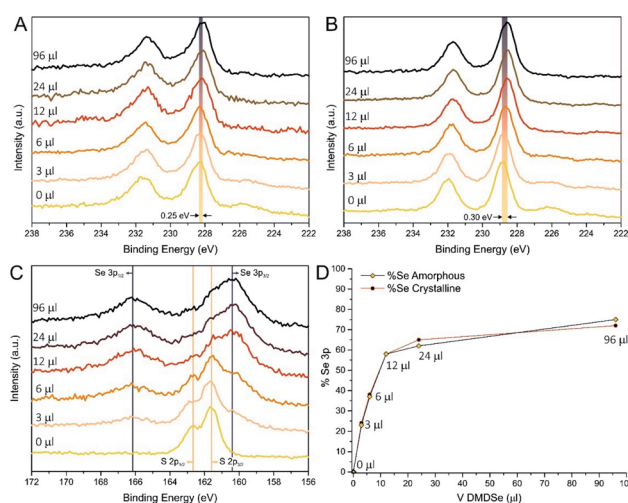 A
96 µl
24 µl
12 µl
6 µl
3 µl
0 µl
0.25 eV
Intensity (a.u.)
238 236 234 232 230 228 226 224 222
Binding Energy (eV)
B
96 µl
24 µl
12 µl
6 µl
3 µl
0 µl
0.30 eV
Intensity (a.u.)
238 236 234 232 230 228 226 224 222
Binding Energy (eV)
C
Se 3p1/2
Se 3p3/2
96 µl
24 µl
12 µl
6 µl
3 µl
0 µl
S 2p1/2
S 2p3/2
Intensity (a.u.)
172 170 168 166 164 162 160 158 156
Binding Energy (eV)
D
%Se Amorphous
%Se Crystalline
% Se 3p
90
80
70
60
50
40
30
20
10
0
0 µl
3 µl
6 µl
12 µl
24 µl
96 µl
0 10 20 30 40 50 60 70 80 90 100
V DMDSe (µl)